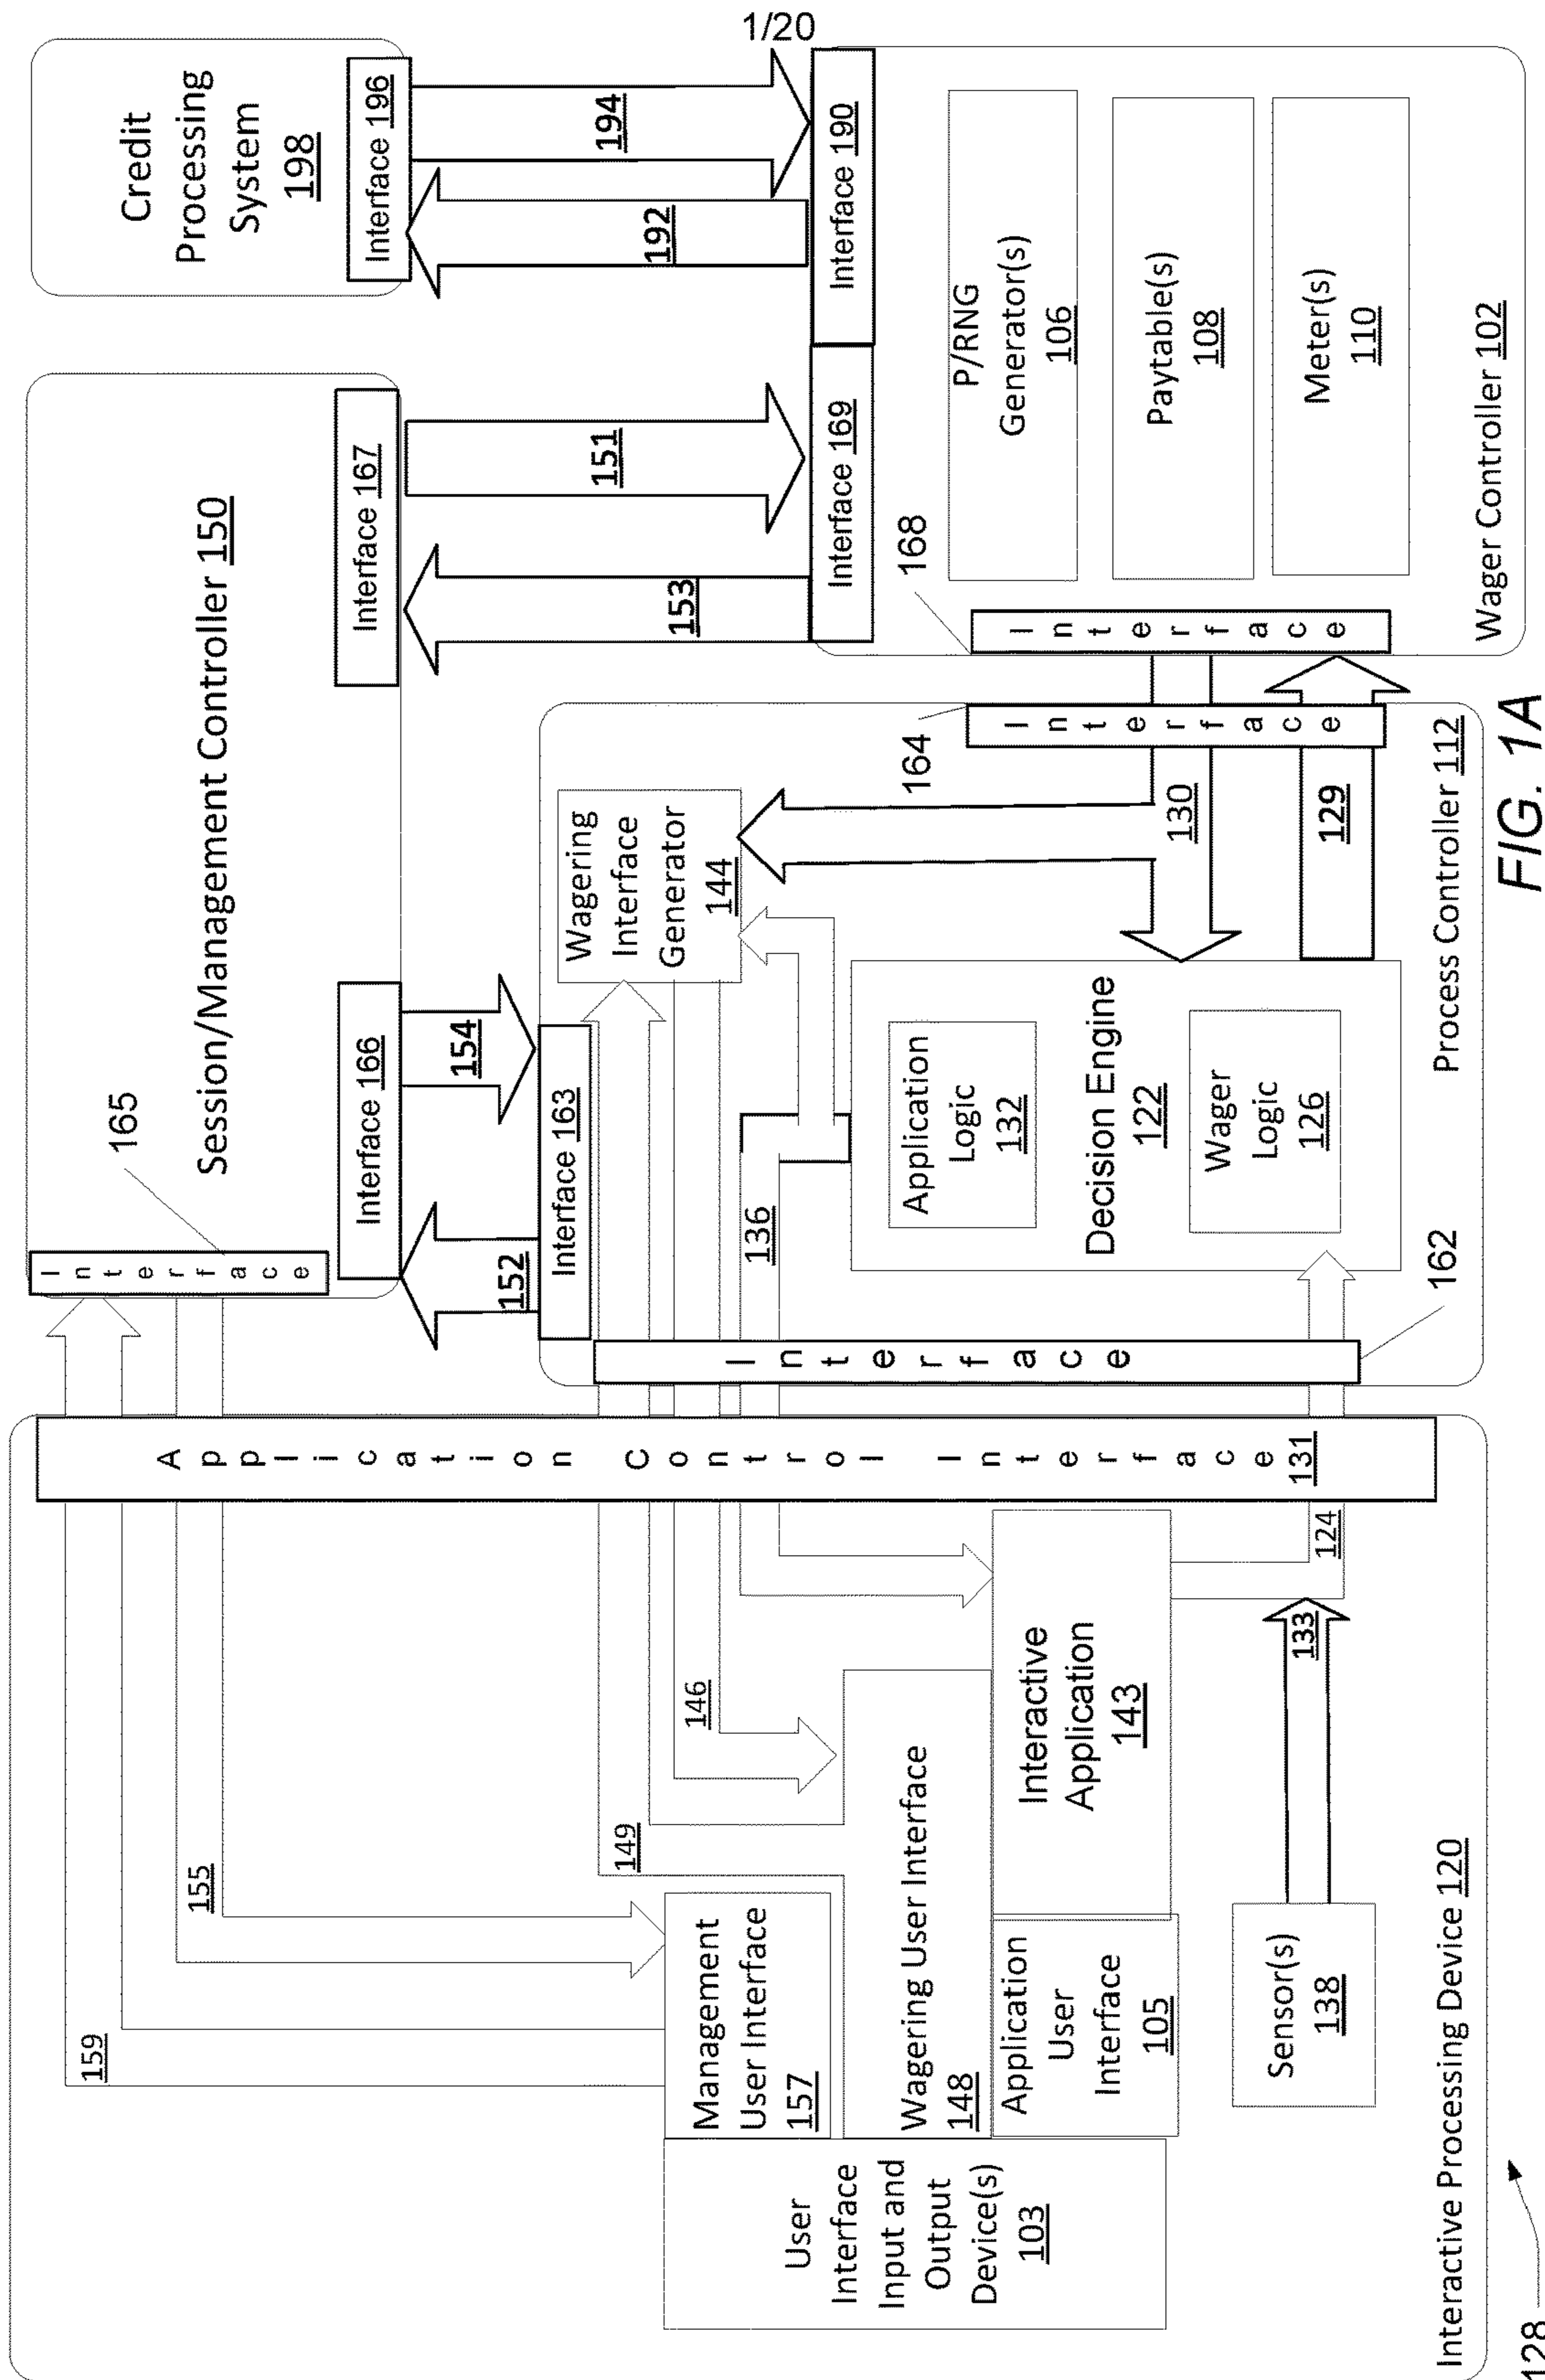 1/20
Credit
Processing
System
198
Interface 196
194
192
Interface 190
Session/Management Controller 150
165
Interface
Interface 166
Interface 167
151
153
Interface 169
154
152
Interface 163
168
Interface
P/RNG
Generator(s)
106
Paytable(s)
108
Meter(s)
110
Wager Controller 102
Wagering
Interface
Generator
144
164
Interface
130
129
136
Application
Logic
132
Decision Engine
122
Wager
Logic
126
162
Interface
Process Controller 112
Application Control Interface 131
159
155
149
146
Management
User Interface
157
Wagering User Interface
148
Interactive
Application
143
Application
User
Interface
105
User
Interface
Input and
Output
Device(s)
103
124
133
Sensor(s)
138
Interactive Processing Device 120
128
FIG. 1A